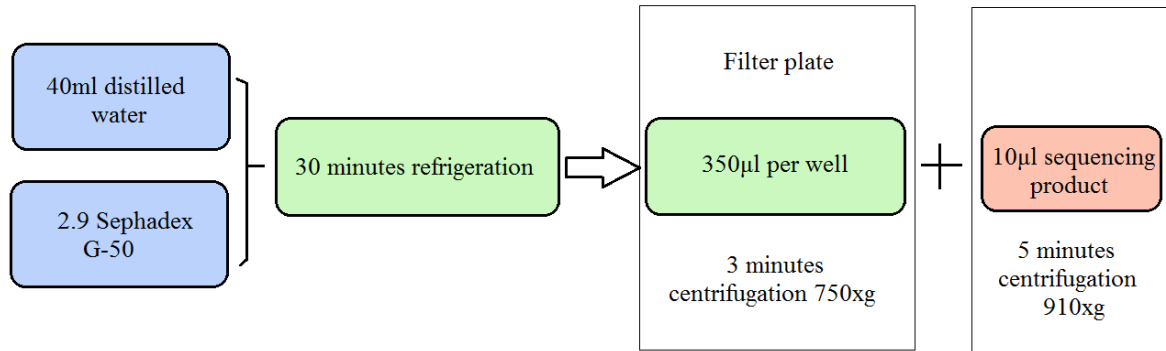 40ml distilled
water
2.9 Sephadex
G-50
30 minutes refrigeration
Filter plate
350µl per well
3 minutes
centrifugation 750xg
10µl sequencing
product
5 minutes
centrifugation
910xg